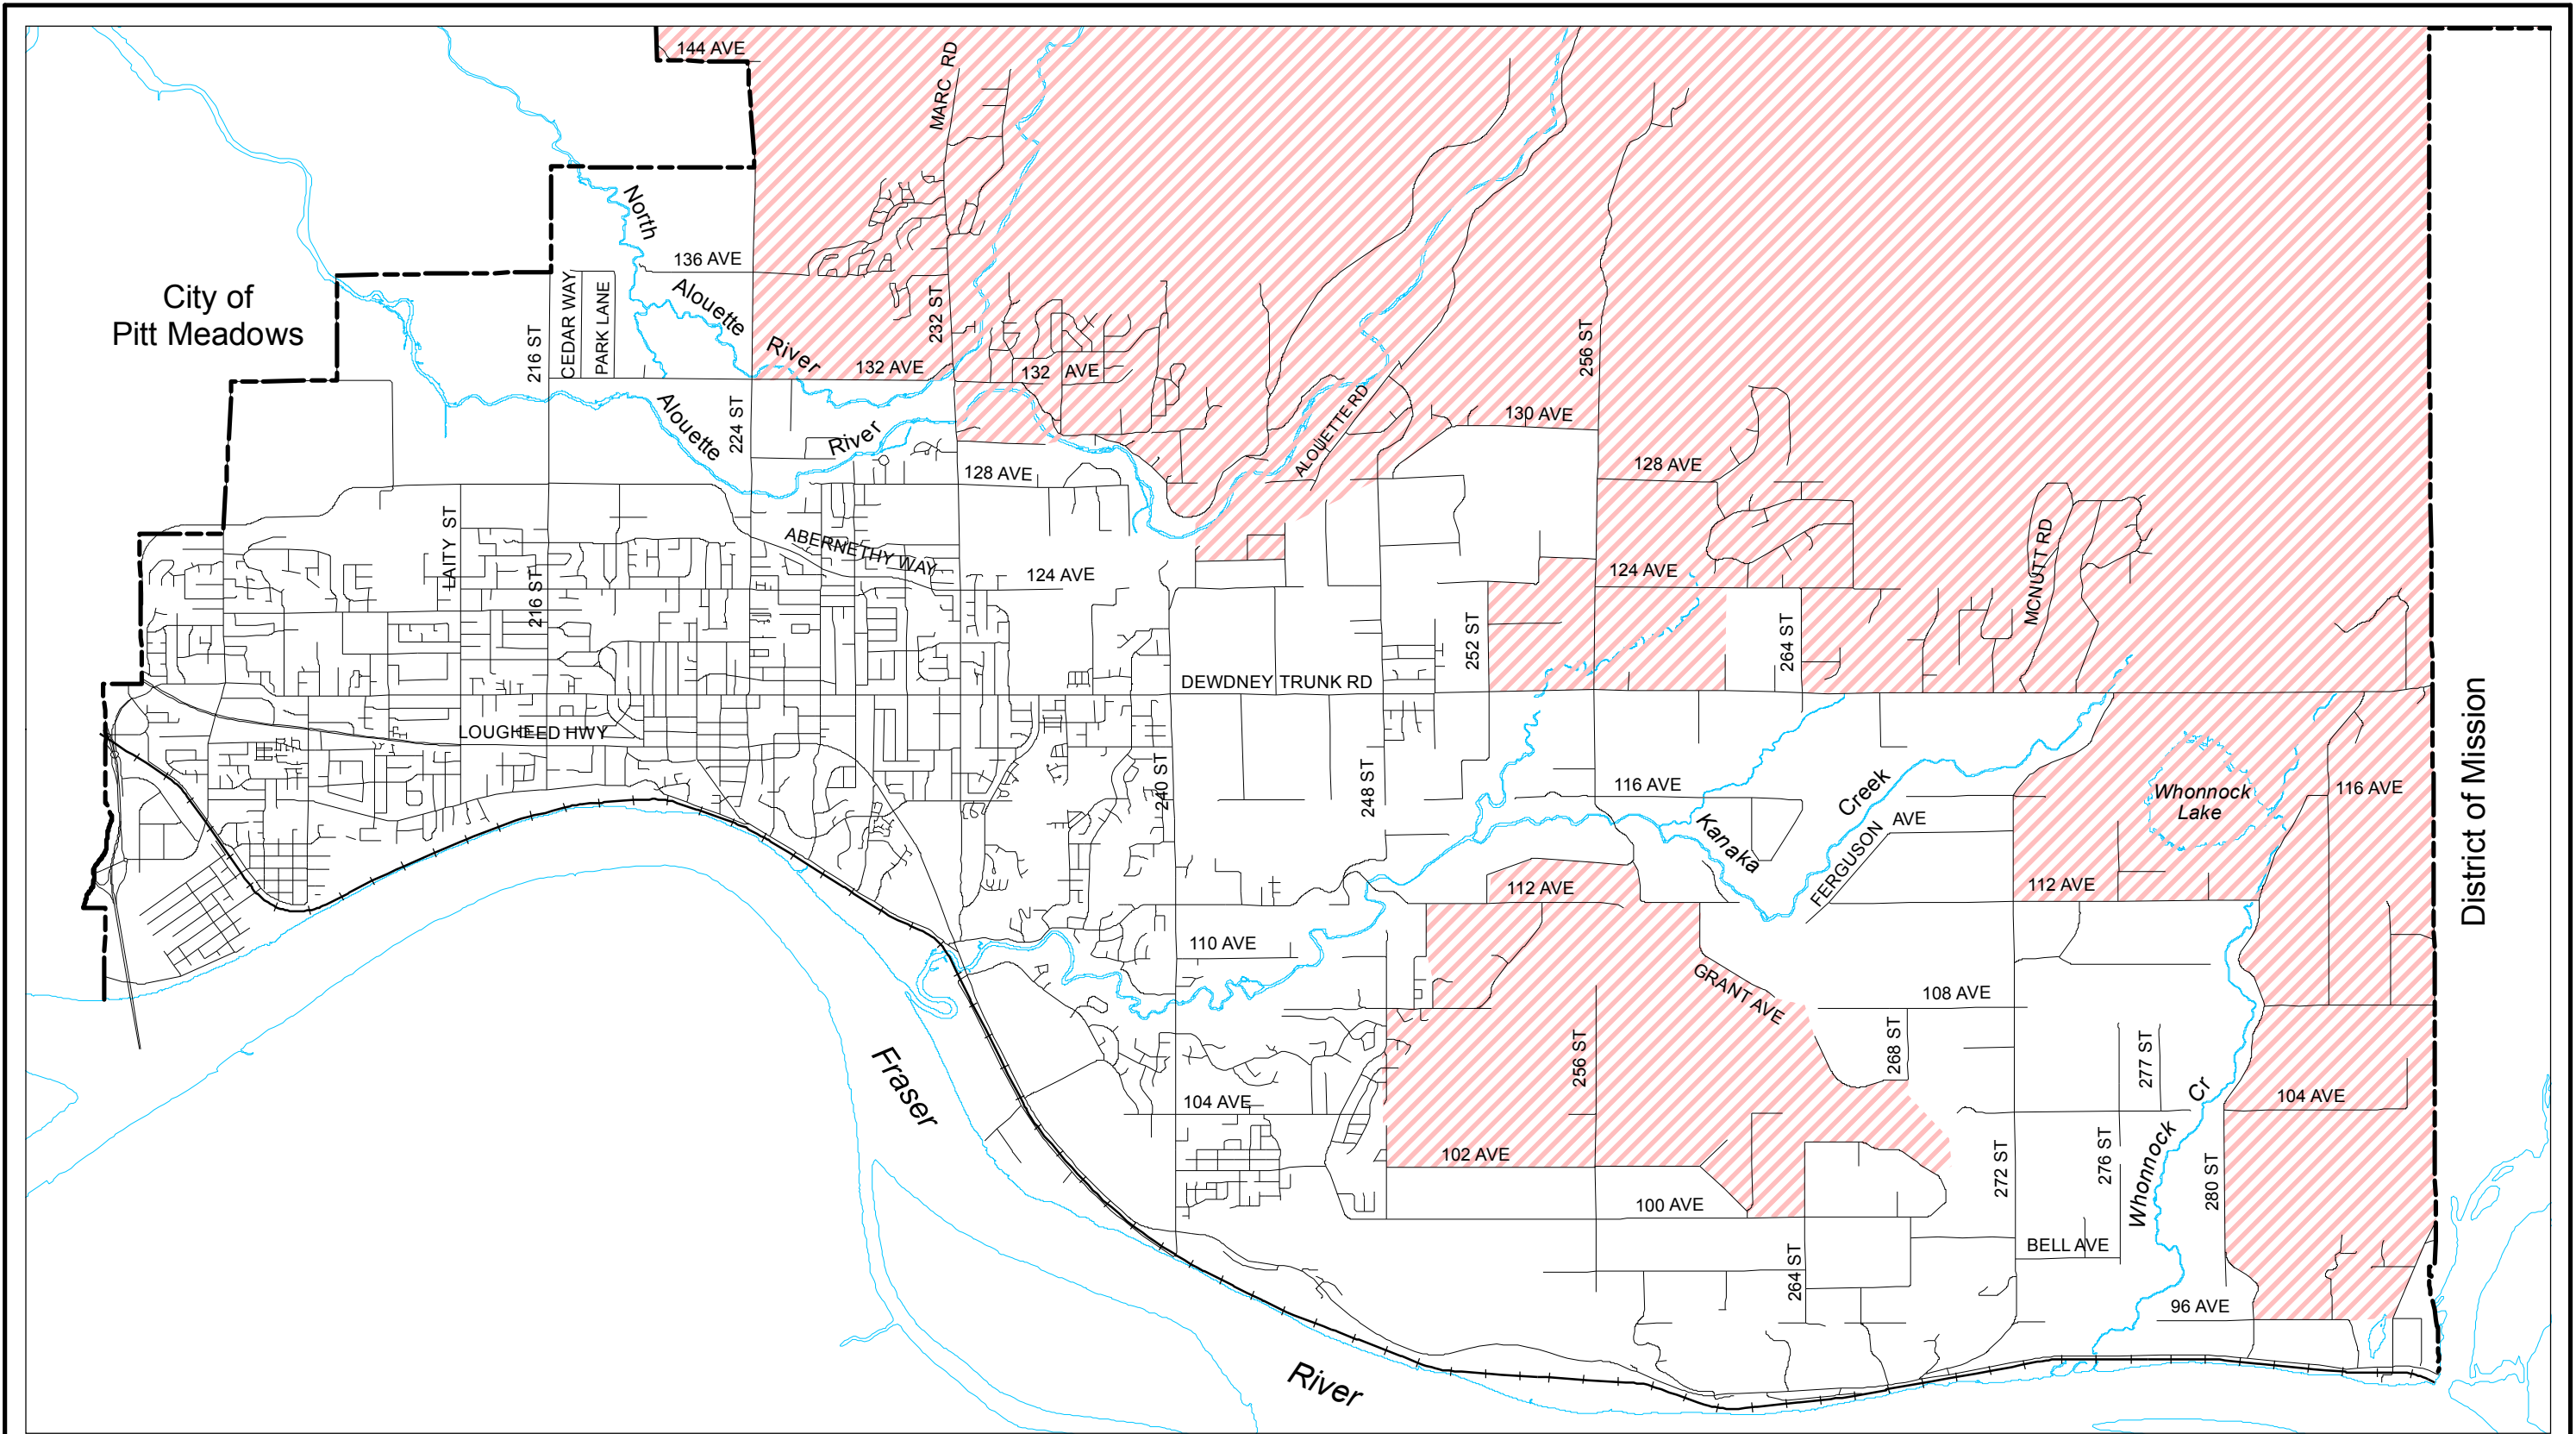 144 AVE
MARC RD
North
136 AVE
City of
Pitt Meadows
216 ST
CEDAR WAY
PARK LANE
Alouette
River
232 ST
132 AVE
132 AVE
256 ST
Alouette
River
224 ST
ALOUETTE RD
130 AVE
128 AVE
128 AVE
LAITY ST
216 ST
ABERNETHY WAY
124 AVE
124 AVE
MCNUTT RD
252 ST
264 ST
DEWDNEY TRUNK RD
LOUGHEED HWY
District of Mission
240 ST
248 ST
116 AVE
Kanaka
Creek
FERGUSON AVE
Whonnock
Lake
116 AVE
112 AVE
112 AVE
110 AVE
GRANT AVE
108 AVE
Fraser
River
256 ST
268 ST
277 ST
104 AVE
104 AVE
102 AVE
272 ST
276 ST
Whonnock Cr
280 ST
100 AVE
BELL AVE
264 ST
96 AVE